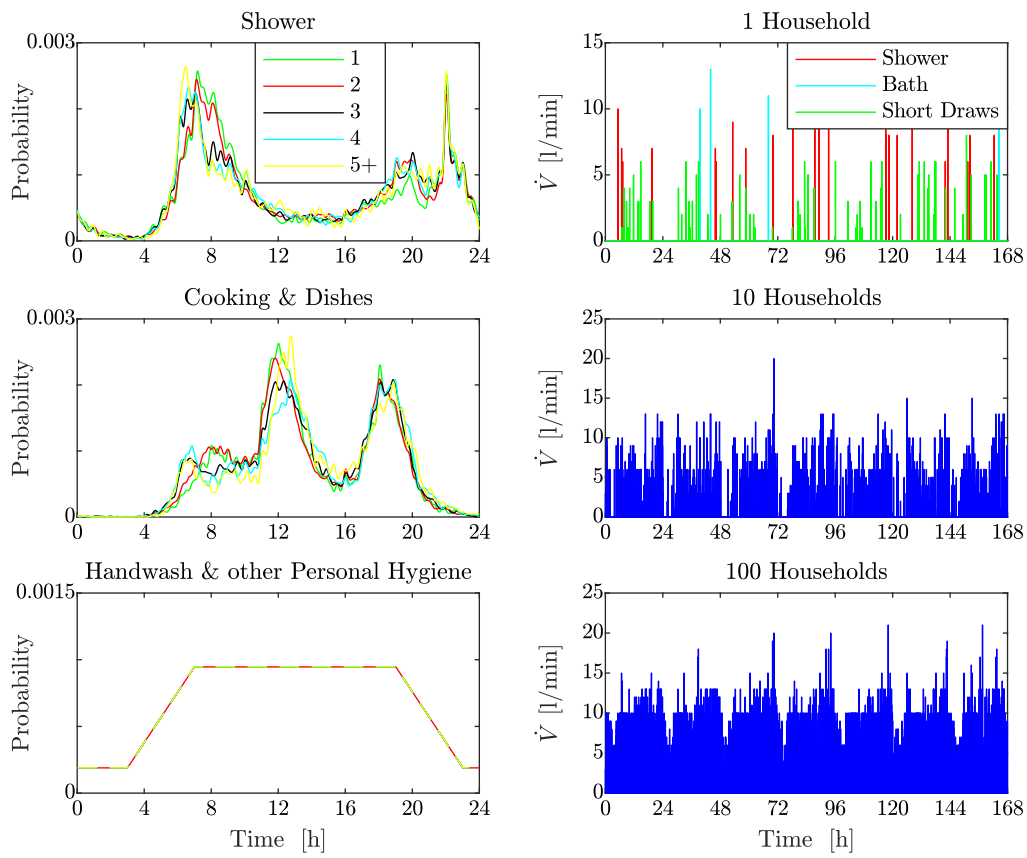 Shower
0.003
0
Probability
0 4 8 12 16 20 24
1
2
3
4
5+
1 Household
15
10
5
0
V̇ [l/min]
0 24 48 72 96 120 144 168
Shower
Bath
Short Draws
Cooking & Dishes
0.003
0
Probability
0 4 8 12 16 20 24
10 Households
25
20
15
10
5
0
V̇ [l/min]
0 24 48 72 96 120 144 168
Handwash & other Personal Hygiene
0.0015
0
Probability
0 4 8 12 16 20 24
Time [h]
100 Households
25
20
15
10
5
0
V̇ [l/min]
0 24 48 72 96 120 144 168
Time [h]